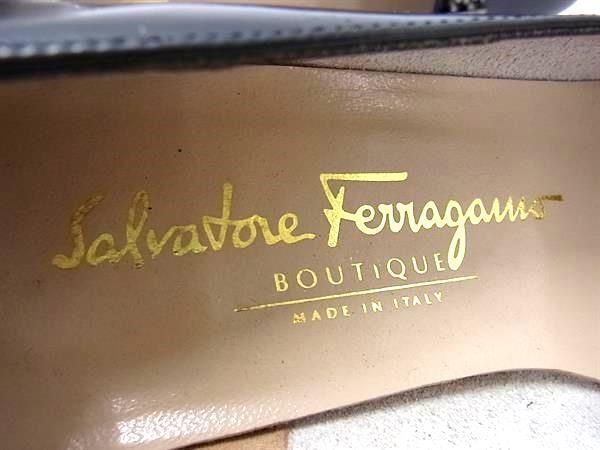 Salvatore Ferragamo
BOUTIQUE
MADE IN ITALY